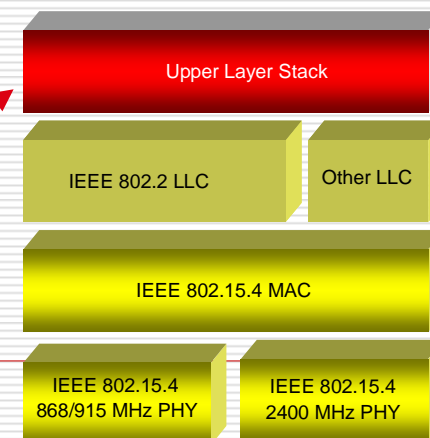 Upper Layer Stack
IEEE 802.2 LLC
Other LLC
IEEE 802.15.4 MAC
IEEE 802.15.4
868/915 MHz PHY
IEEE 802.15.4
2400 MHz PHY